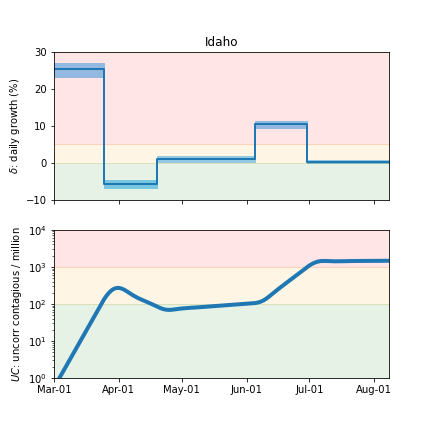 Idaho
δ: daily growth (%)
30
20
10
0
−10
UC: uncorr contagious / million
10⁴
10³
10²
10¹
10⁰
Mar-01 Apr-01 May-01 Jun-01 Jul-01 Aug-01